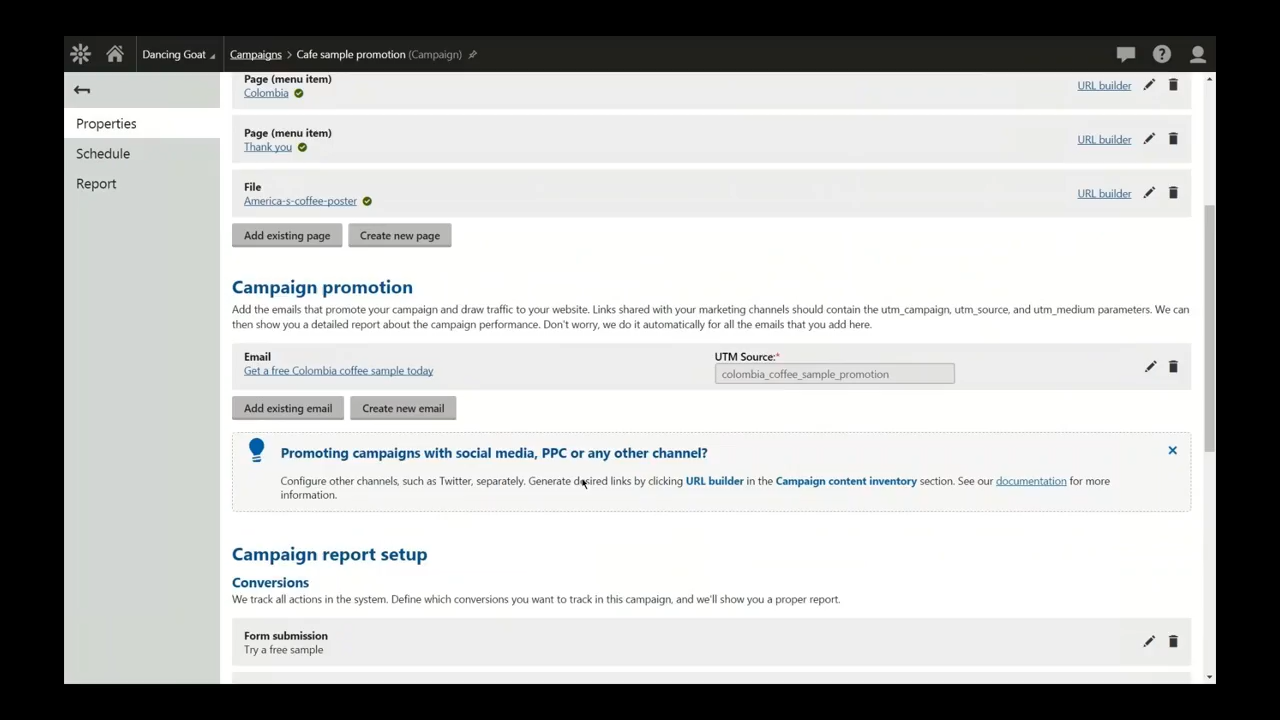 Dancing Goat Campaigns > Cafe sample promotion (Campaign)
Properties
Schedule
Report
Page (menu item)
Colombia
URL builder
Page (menu item)
Thank you
URL builder
File
America-s-coffee-poster
URL builder
Add existing page Create new page
Campaign promotion
Add the emails that promote your campaign and draw traffic to your website. Links shared with your marketing channels should contain the utm_campaign, utm_source, and utm_medium parameters. We can
then show you a detailed report about the campaign performance. Don't worry, we do it automatically for all the emails that you add here.
Email
Get a free Colombia coffee sample today
UTM Source:*
colombia_coffee_sample_promotion
Add existing email Create new email
Promoting campaigns with social media, PPC or any other channel?
Configure other channels, such as Twitter, separately. Generate desired links by clicking URL builder in the Campaign content inventory section. See our documentation for more
information.
Campaign report setup
Conversions
We track all actions in the system. Define which conversions you want to track in this campaign, and we'll show you a proper report.
Form submission
Try a free sample